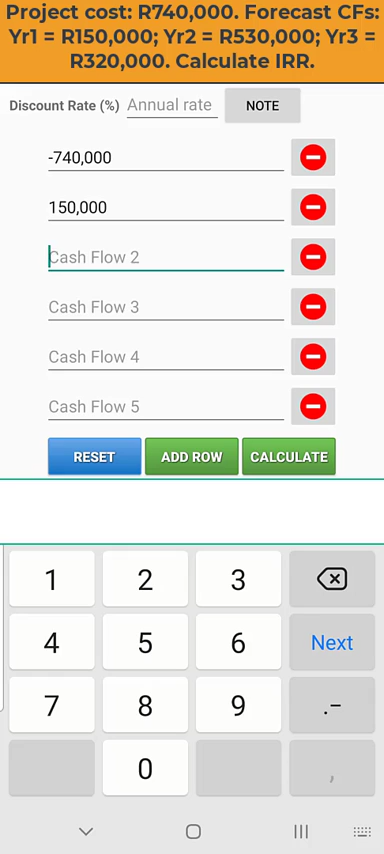 Project cost: R740,000. Forecast CFs:
Yr1 = R150,000; Yr2 = R530,000; Yr3 =
R320,000. Calculate IRR.
Discount Rate (%) Annual rate NOTE
-740,000
150,000
Cash Flow 2
Cash Flow 3
Cash Flow 4
Cash Flow 5
RESET ADD ROW CALCULATE
1 2 3
4 5 6 Next
7 8 9 .-
0 ,